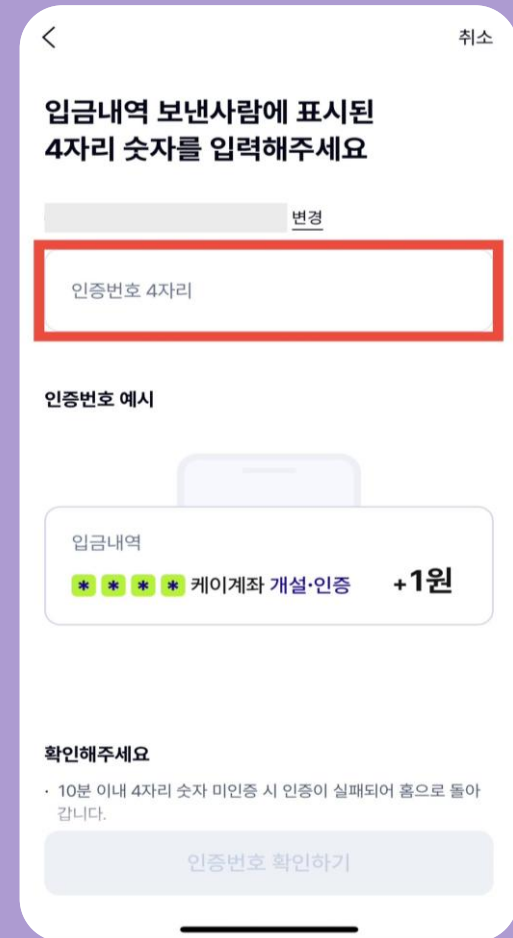 취소
입금내역 보낸사람에 표시된
4자리 숫자를 입력해주세요
변경
인증번호 4자리
인증번호 예시
입금내역
* * * * 케이계좌 개설·인증 +1원
확인해주세요
· 10분 이내 4자리 숫자 미인증 시 인증이 실패되어 홈으로 돌아
갑니다.
인증번호 확인하기